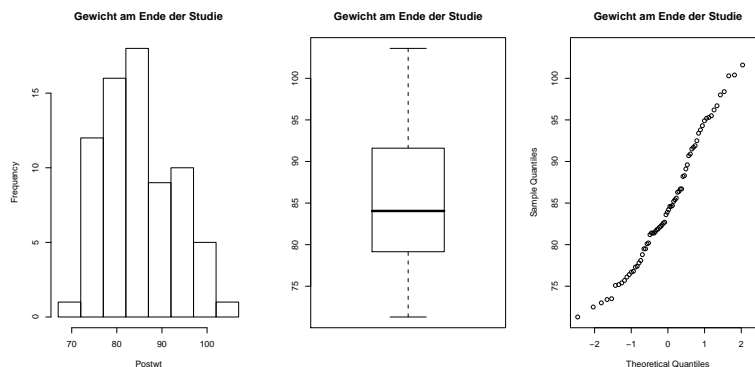 Gewicht am Ende der Studie
Frequency
0
5
10
15
70 80 90 100
Postwt
Gewicht am Ende der Studie
75
80
85
90
95
100
Gewicht am Ende der Studie
Sample Quantiles
75
80
85
90
95
100
−2 −1 0 1 2
Theoretical Quantiles